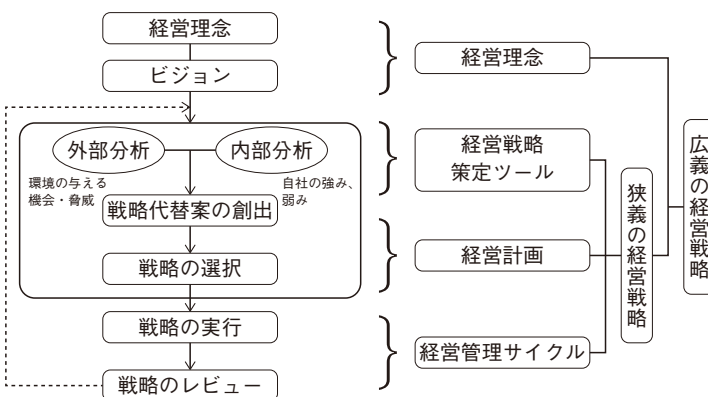 経営理念
ビジョン
外部分析
内部分析
環境の与える
機会・脅威
自社の強み、
弱み
戦略代替案の創出
戦略の選択
戦略の実行
戦略のレビュー
経営理念
経営戦略
策定ツール
経営計画
経営管理サイクル
狭義の経営戦略
広義の経営戦略